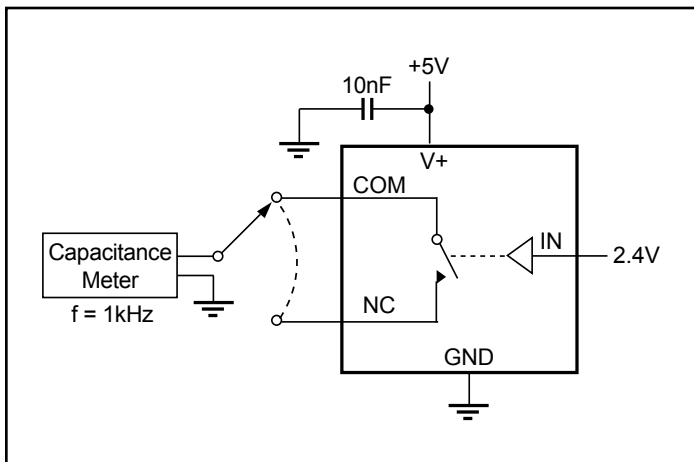 +5V
10nF
V+
COM
Capacitance
Meter
f = 1kHz
IN
2.4V
NC
GND